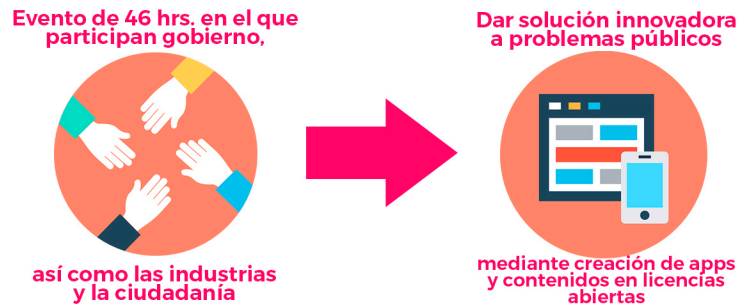 Evento de 46 hrs. en el que
participan gobierno,
así como las industrias
y la ciudadanía
Dar solución innovadora
a problemas públicos
mediante creación de apps
y contenidos en licencias
abiertas